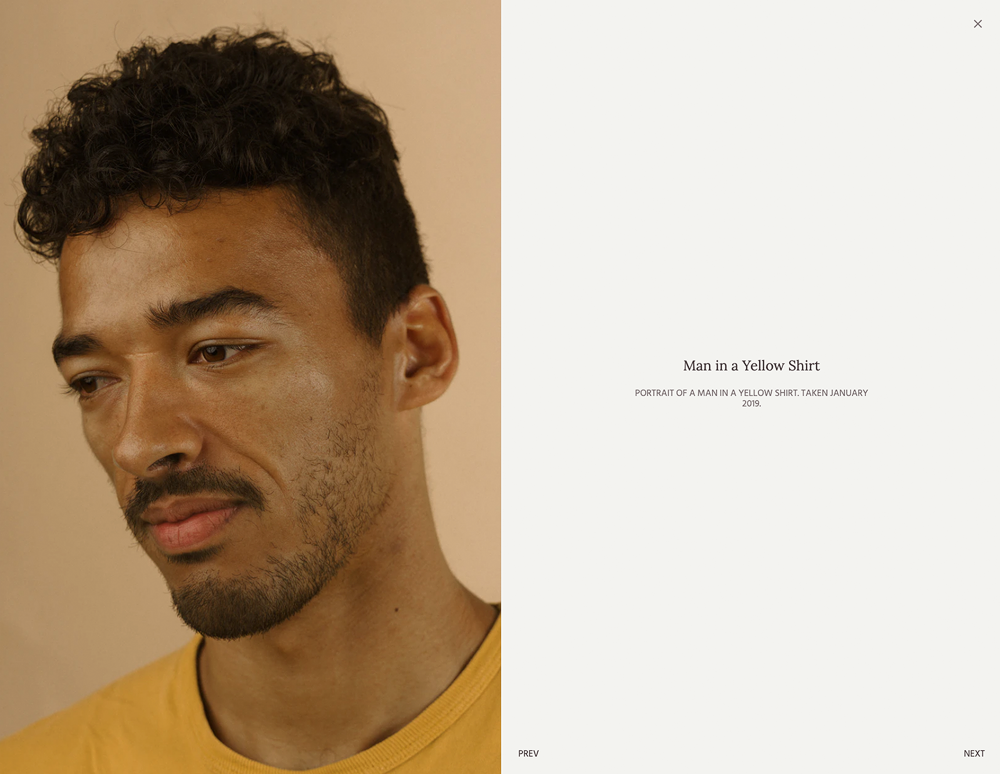 Man in a Yellow Shirt
PORTRAIT OF A MAN IN A YELLOW SHIRT. TAKEN JANUARY
2019.
PREV
NEXT